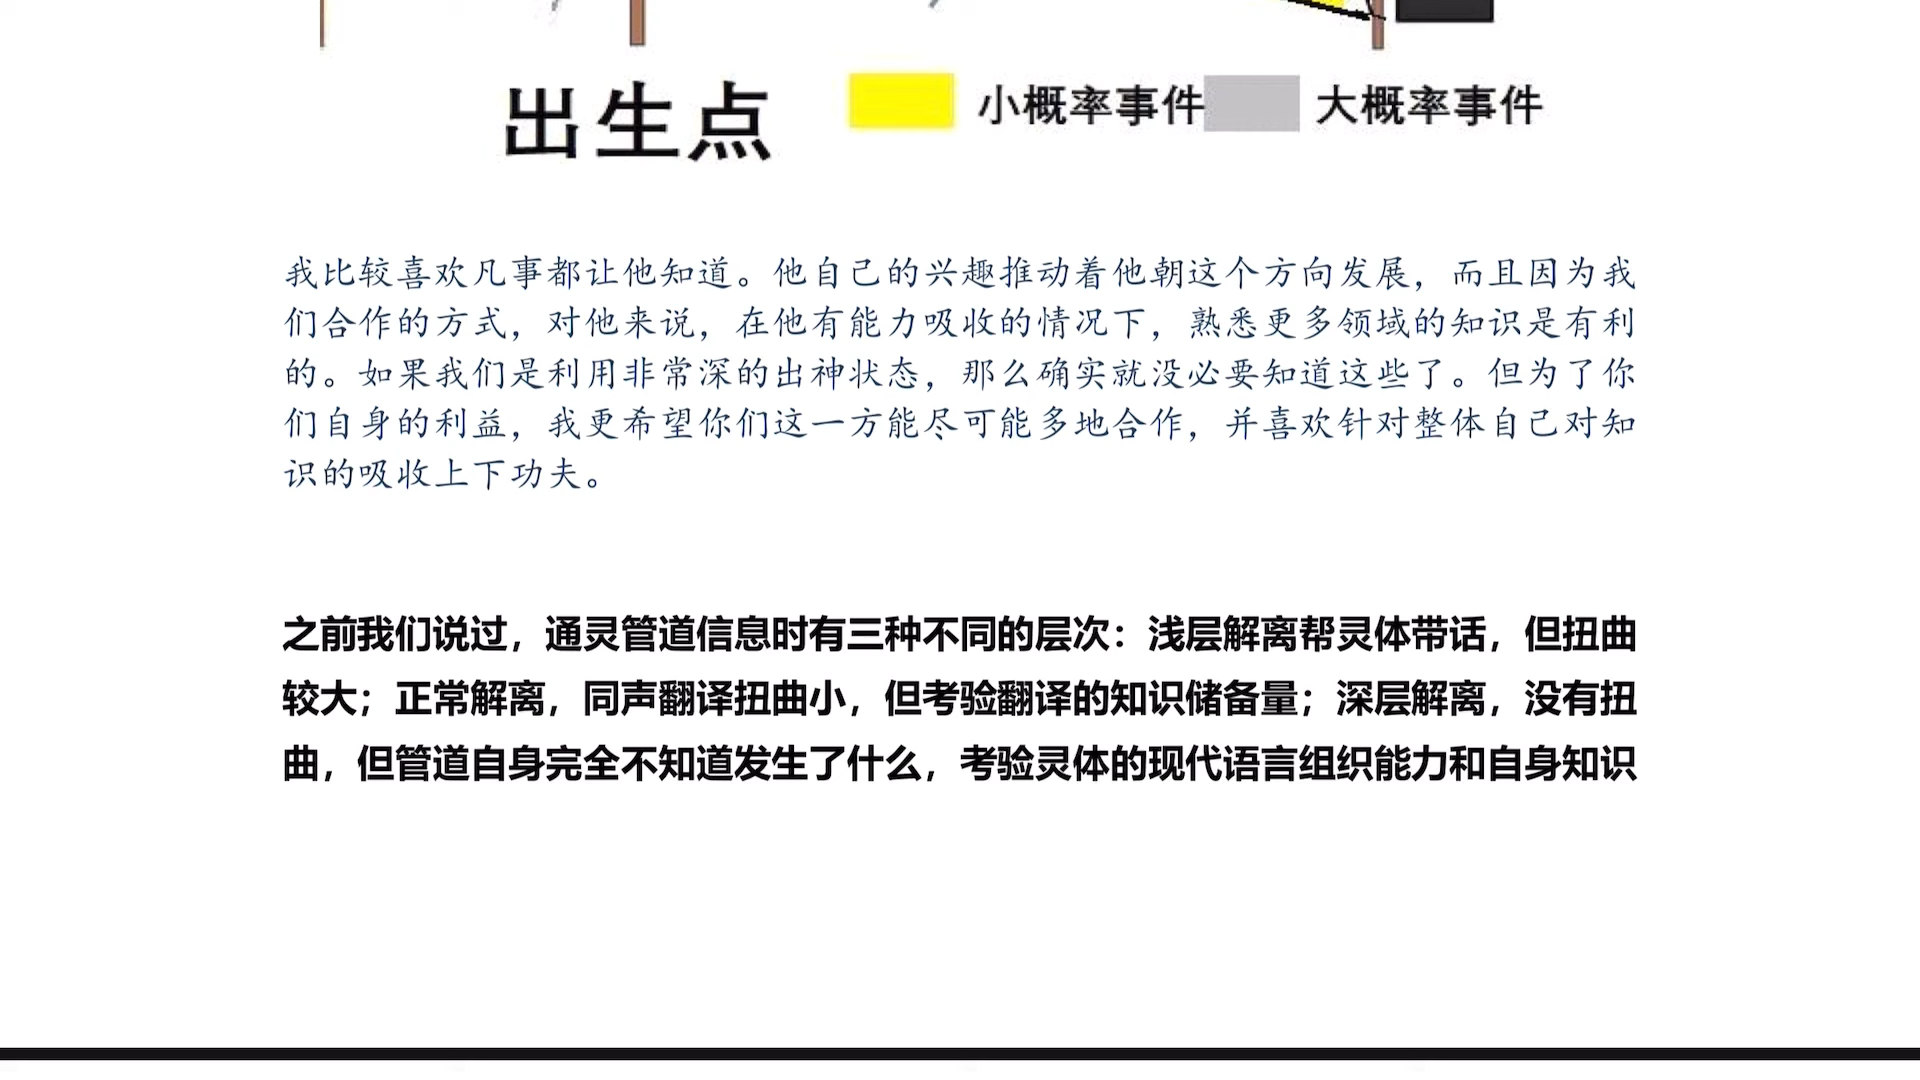 出生点 小概率事件 大概率事件
我比较喜欢凡事都让他知道。他自己的兴趣推动着他朝这个方向发展，而且因为我
们合作的方式，对他来说，在他有能力吸收的情况下，熟悉更多领域的知识是有利
的。如果我们是利用非常深的出神状态，那么确实就没必要知道这些了。但为了你
们自身的利益，我更希望你们这一方能尽可能多地合作，并喜欢针对整体自己对知
识的吸收上下功夫。
之前我们说过，通灵管道信息时有三种不同的层次：浅层解离帮灵体带话，但扭曲
较大；正常解离，同声翻译扭曲小，但考验翻译的知识储备量；深层解离，没有扭
曲，但管道自身完全不知道发生了什么，考验灵体的现代语言组织能力和自身知识